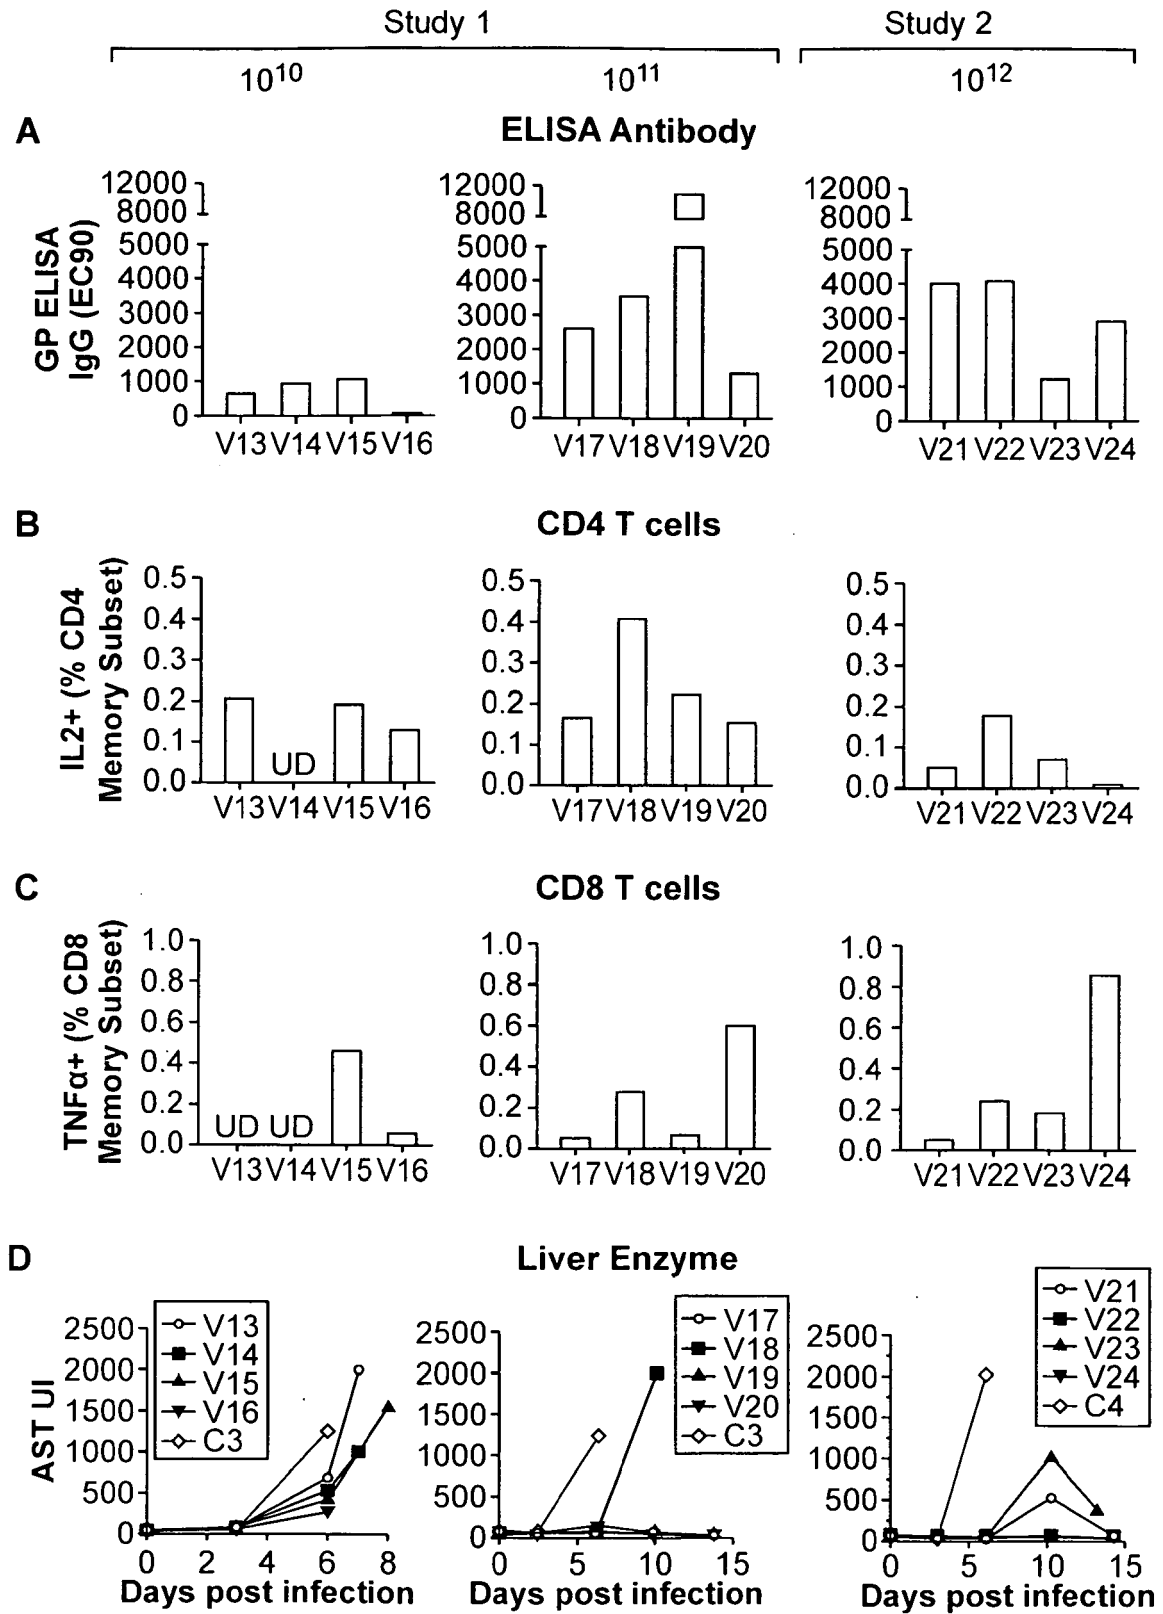 Study 1 Study 2
10¹⁰ 10¹¹ 10¹²
A ELISA Antibody
GP ELISA
IgG (EC90)
12000 12000 12000
8000 8000 8000
5000 5000 5000
4000 4000 4000
3000 3000 3000
2000 2000 2000
1000 1000 1000
0 0 0
V13 V14 V15 V16 V17 V18 V19 V20 V21 V22 V23 V24
B CD4 T cells
IL2+ (% CD4
Memory Subset)
0.5 0.5 0.5
0.4 0.4 0.4
0.3 0.3 0.3
0.2 0.2 0.2
0.1 0.1 0.1
UD
0.0 0.0 0.0
V13 V14 V15 V16 V17 V18 V19 V20 V21 V22 V23 V24
C CD8 T cells
TNFα+ (% CD8
Memory Subset)
1.0 1.0 1.0
0.8 0.8 0.8
0.6 0.6 0.6
0.4 0.4 0.4
0.2 0.2 0.2
UD UD
0.0 0.0 0.0
V13 V14 V15 V16 V17 V18 V19 V20 V21 V22 V23 V24
D Liver Enzyme
AST UI
2500
2000
1500
1000
500
0
V13
V14
V15
V16
C3
0 2 4 6 8
Days post infection
2500
2000
1500
1000
500
0
V17
V18
V19
V20
C3
0 5 10 15
Days post infection
2500
2000
1500
1000
500
0
V21
V22
V23
V24
C4
0 5 10 15
Days post infection